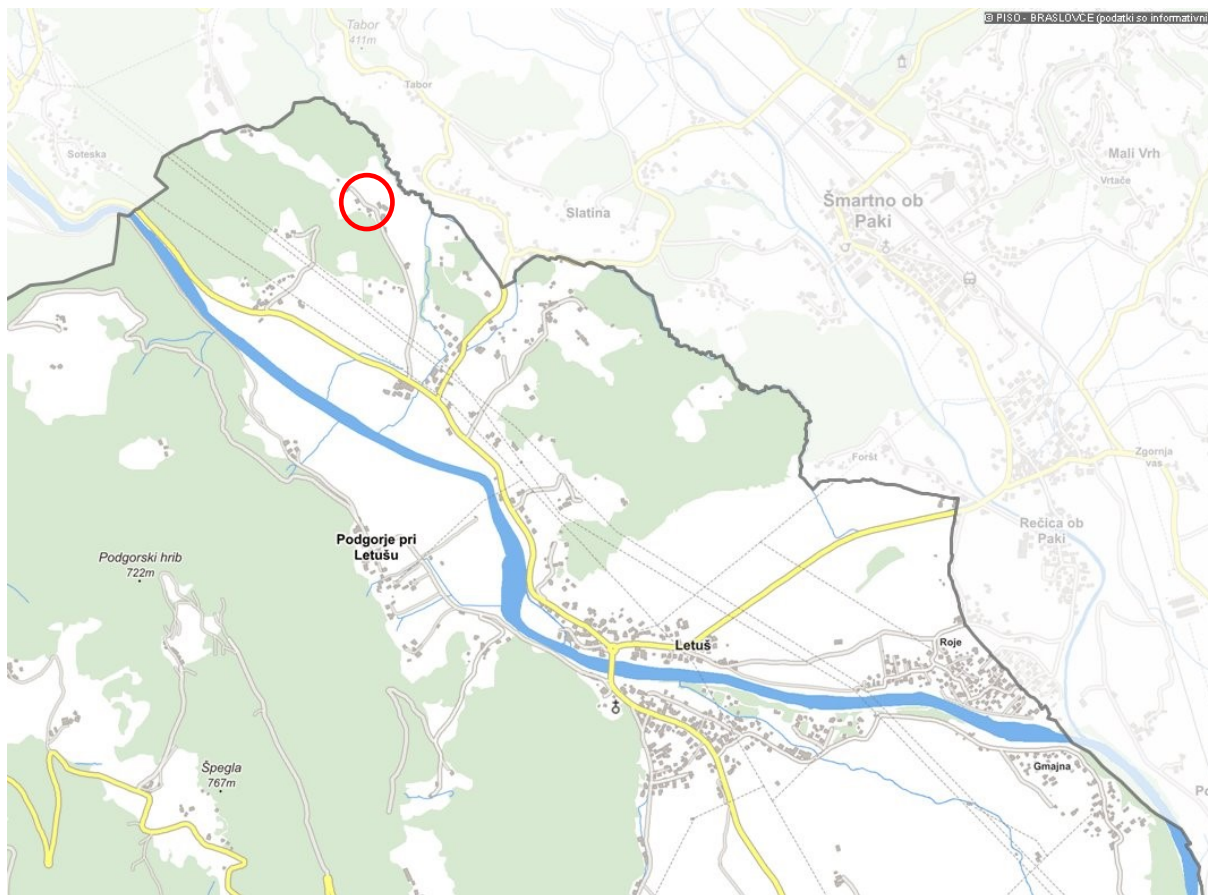 © PISO - BRASLOVČE (podatki so informativni
Tabor
411m
Tabor
Soteska
Mali Vrh
Vrtače
Slatina
Šmartno ob
Paki
Foršt
Zgornja
vas
Rečica ob
Paki
Podgorje pri
Letušu
Podgorski hrib
722m
Letuš
Roje
Špegla
767m
Gmajna
Po